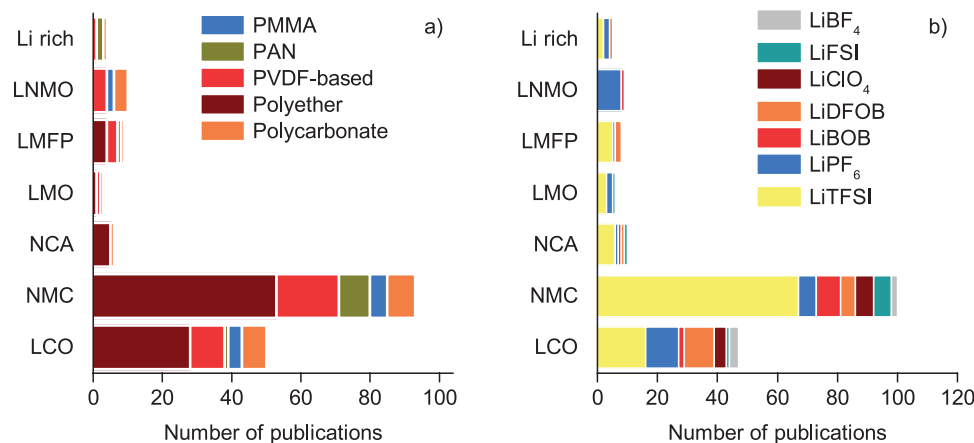 a)
PMMA
PAN
PVDF-based
Polyether
Polycarbonate
Li rich
LNMO
LMFP
LMO
NCA
NMC
LCO
0 20 40 60 80 100
Number of publications
b)
LiBF4
LiFSI
LiClO4
LiDFOB
LiBOB
LiPF6
LiTFSI
Li rich
LNMO
LMFP
LMO
NCA
NMC
LCO
0 20 40 60 80 100 120
Number of publications